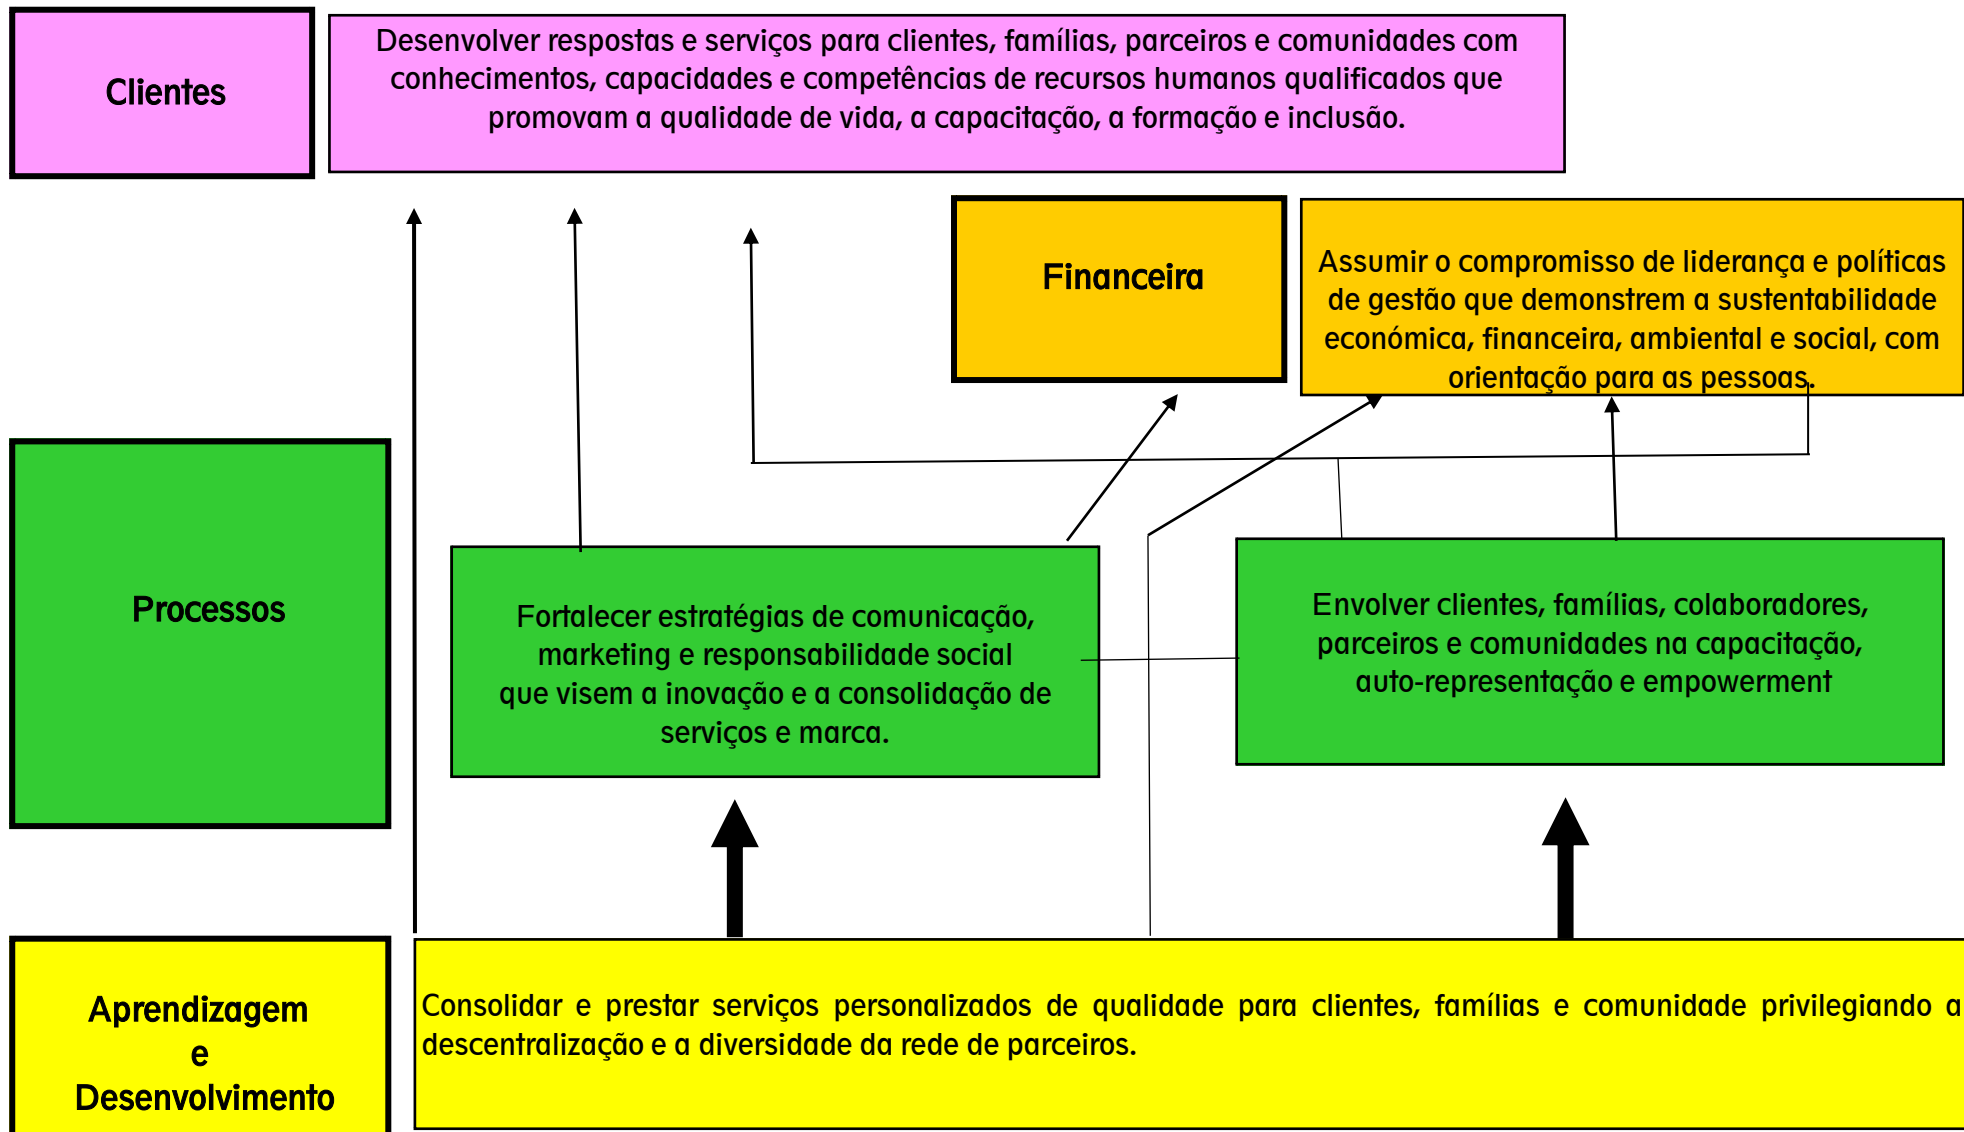 Clientes
Desenvolver respostas e serviços para clientes, famílias, parceiros e comunidades com
conhecimentos, capacidades e competências de recursos humanos qualificados que
promovam a qualidade de vida, a capacitação, a formação e inclusão.
Financeira
Assumir o compromisso de liderança e políticas
de gestão que demonstrem a sustentabilidade
económica, financeira, ambiental e social, com
orientação para as pessoas.
Processos
Fortalecer estratégias de comunicação,
marketing e responsabilidade social
que visem a inovação e a consolidação de
serviços e marca.
Envolver clientes, famílias, colaboradores,
parceiros e comunidades na capacitação,
auto-representação e empowerment
Aprendizagem
e
Desenvolvimento
Consolidar e prestar serviços personalizados de qualidade para clientes, famílias e comunidade privilegiando a
descentralização e a diversidade da rede de parceiros.